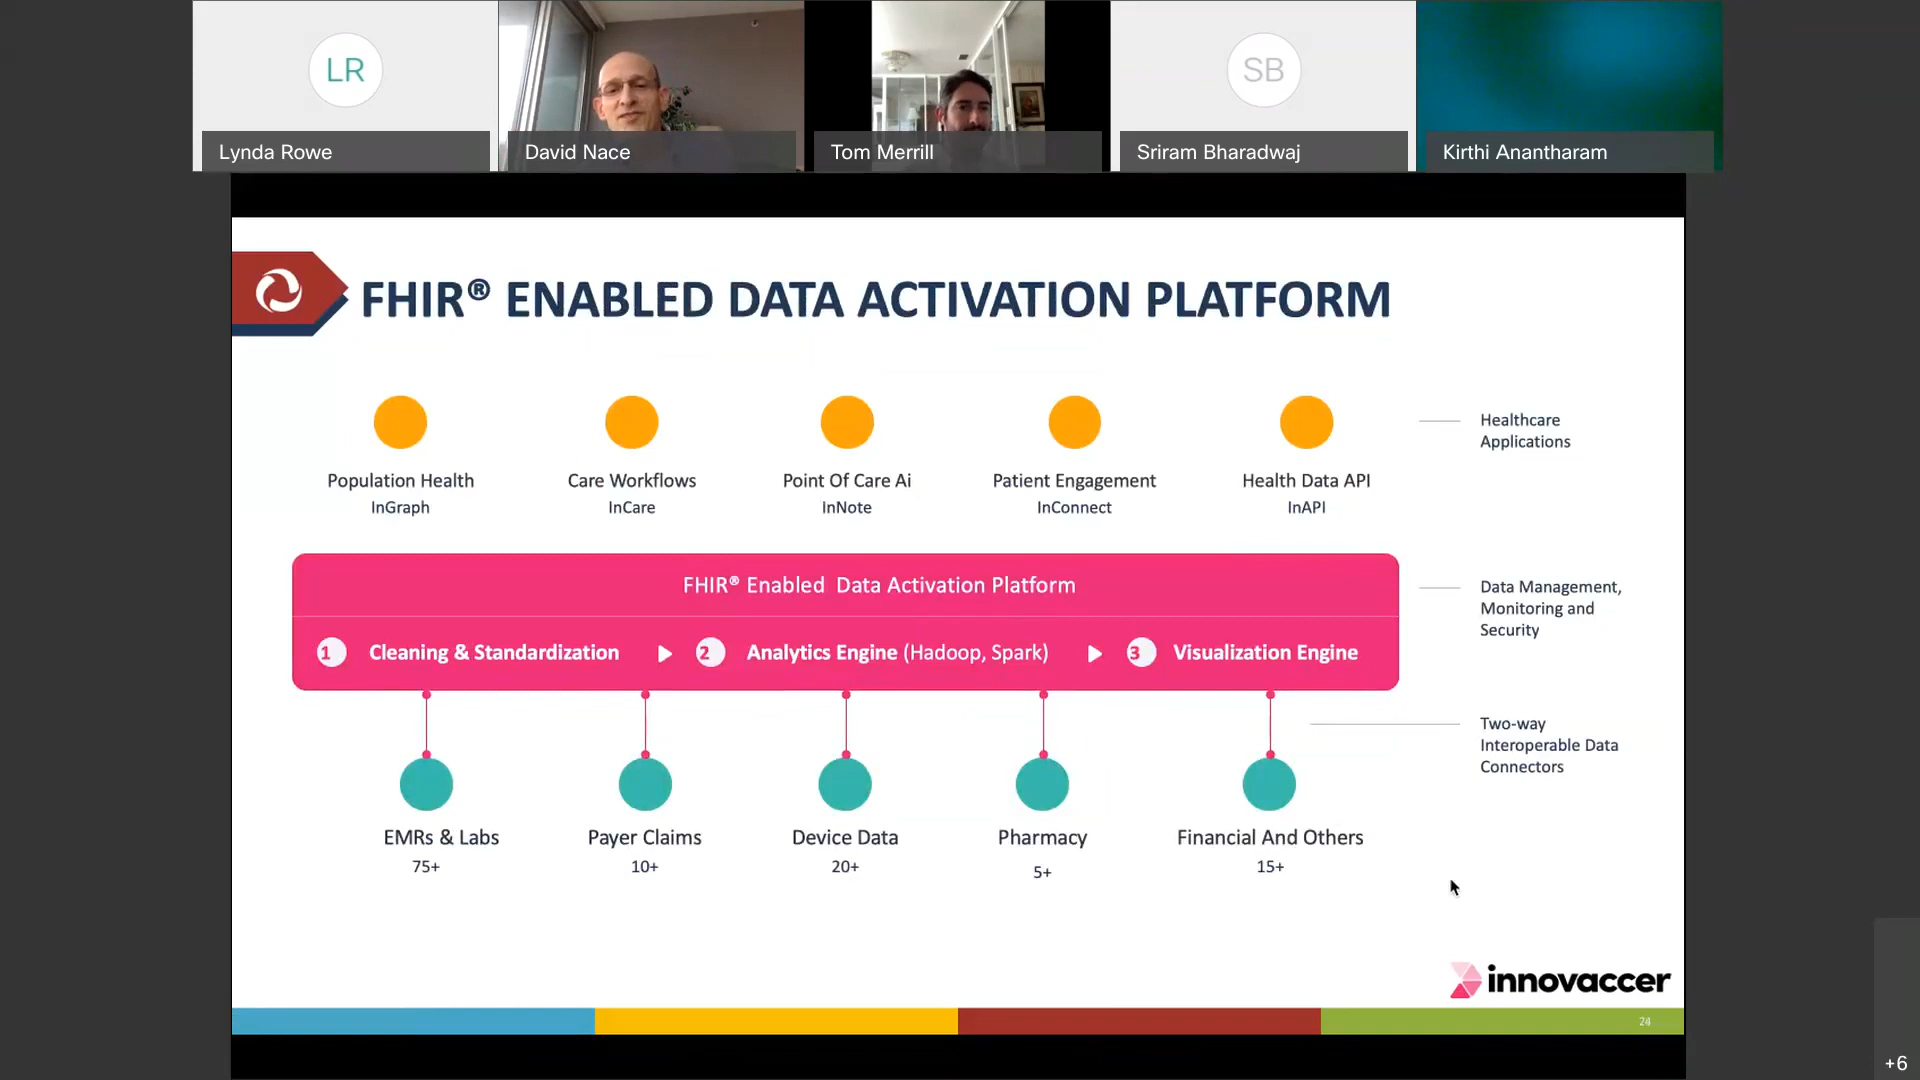 LR
SB
Lynda Rowe
David Nace
Tom Merrill
Sriram Bharadwaj
Kirthi Anantharam
FHIR® ENABLED DATA ACTIVATION PLATFORM
Population Health
InGraph
Care Workflows
InCare
Point Of Care Ai
InNote
Patient Engagement
InConnect
Health Data API
InAPI
Healthcare
Applications
FHIR® Enabled Data Activation Platform
1 Cleaning & Standardization
2 Analytics Engine (Hadoop, Spark)
3 Visualization Engine
Data Management,
Monitoring and
Security
Two-way
Interoperable Data
Connectors
EMRs & Labs
75+
Payer Claims
10+
Device Data
20+
Pharmacy
5+
Financial And Others
15+
innovaccer
+6